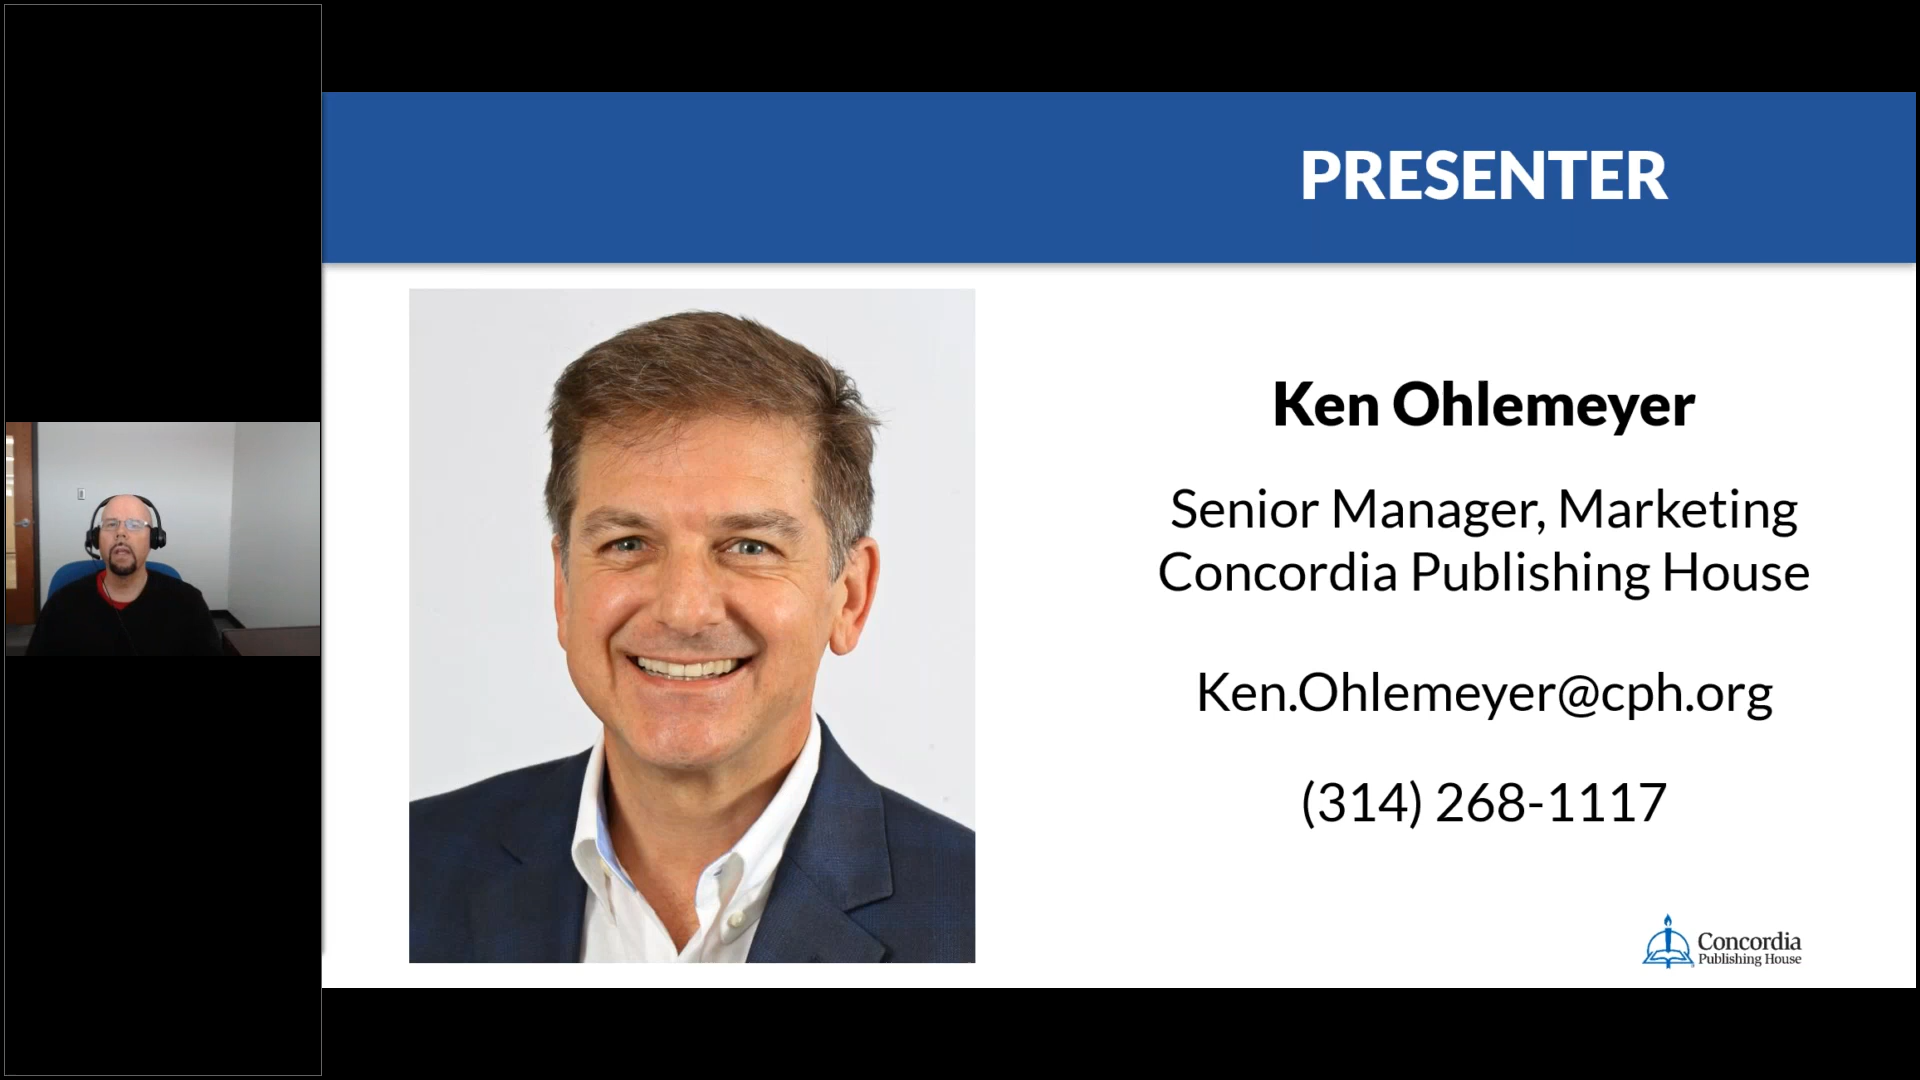 PRESENTER
Ken Ohlemeyer
Senior Manager, Marketing
Concordia Publishing House
Ken.Ohlemeyer@cph.org
(314) 268-1117
Concordia
Publishing House